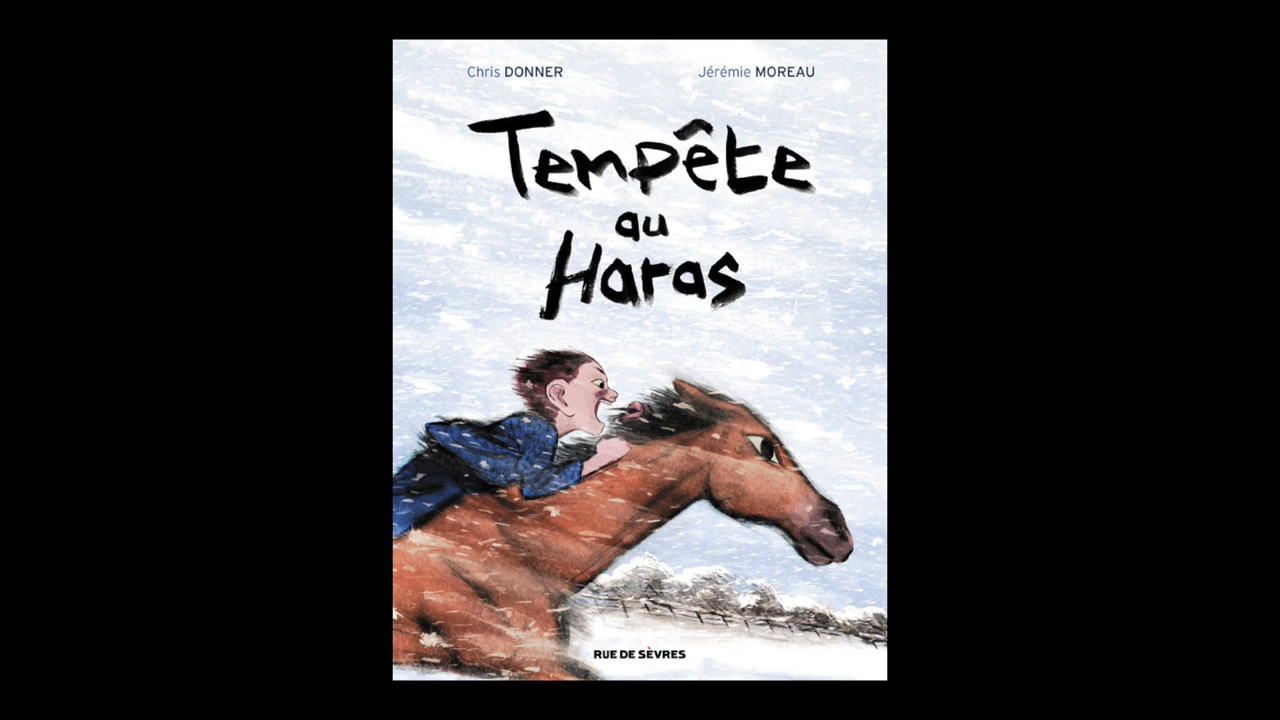 Chris DONNER
Jérémie MOREAU
Tempête
au
Haras
RUE DE SÈVRES